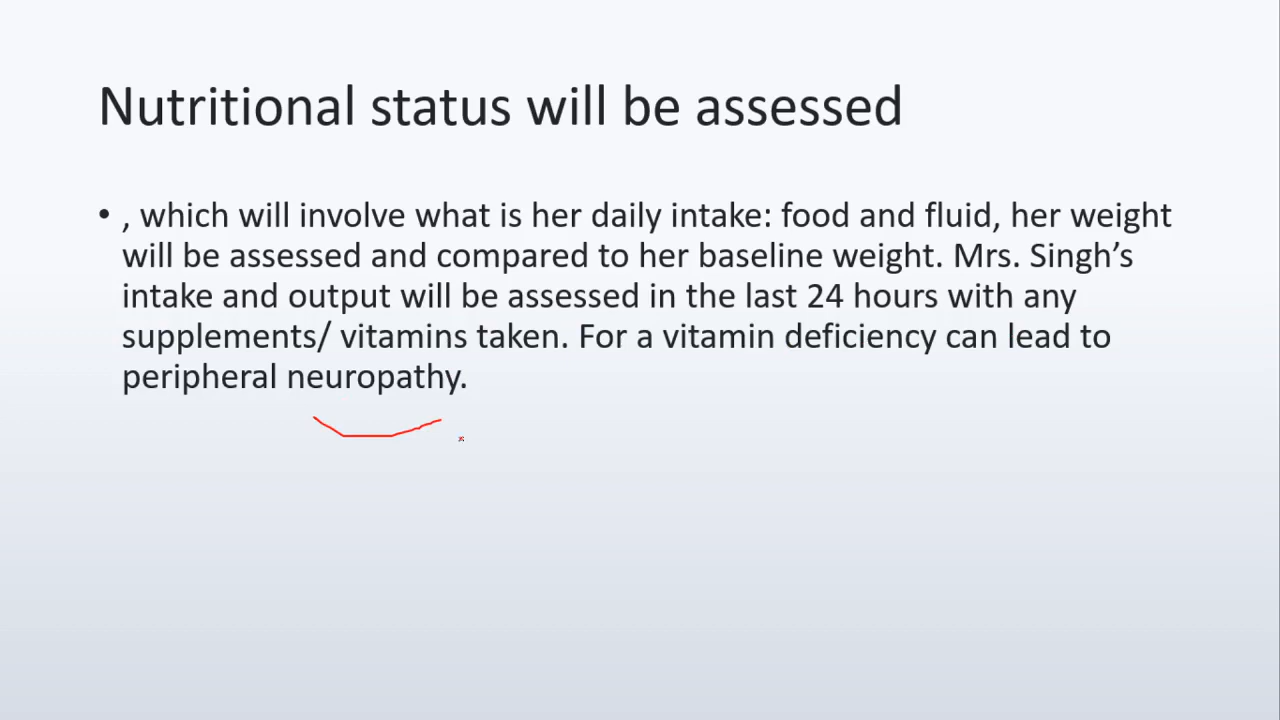 Nutritional status will be assessed
• , which will involve what is her daily intake: food and fluid, her weight
will be assessed and compared to her baseline weight. Mrs. Singh’s
intake and output will be assessed in the last 24 hours with any
supplements/ vitamins taken. For a vitamin deficiency can lead to
peripheral neuropathy.